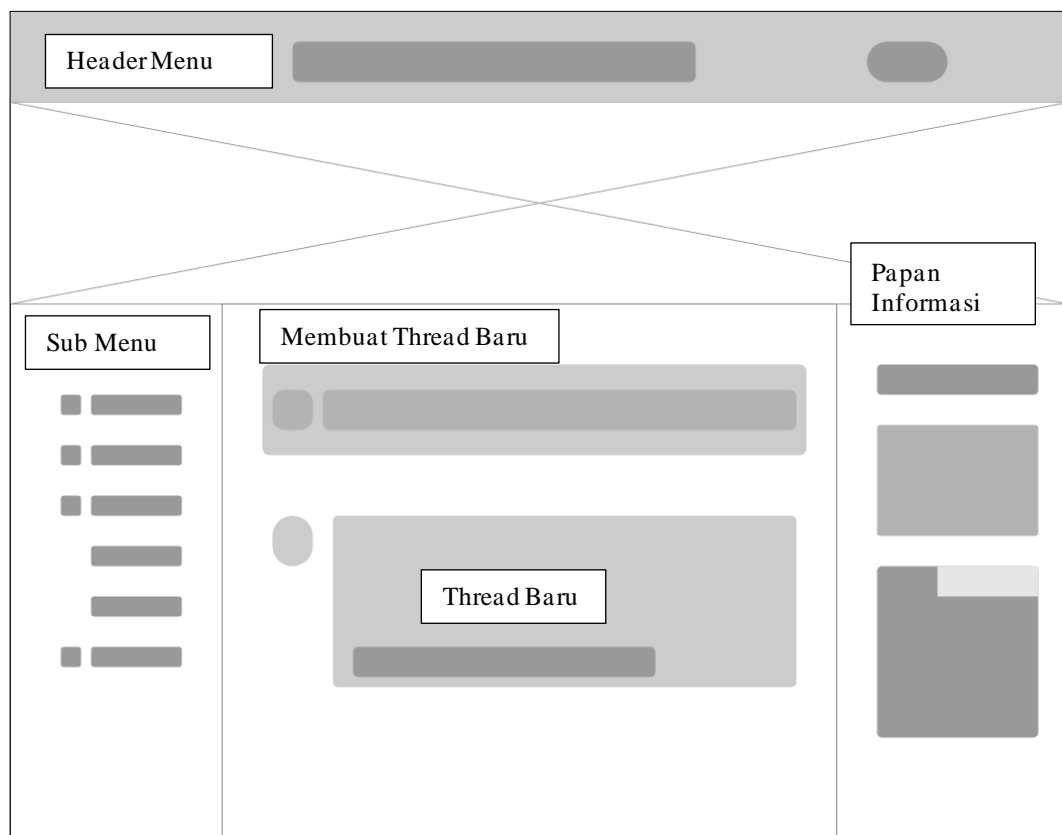 Header Menu
Papan
Informasi
Sub Menu
Membuat Thread Baru
Thread Baru